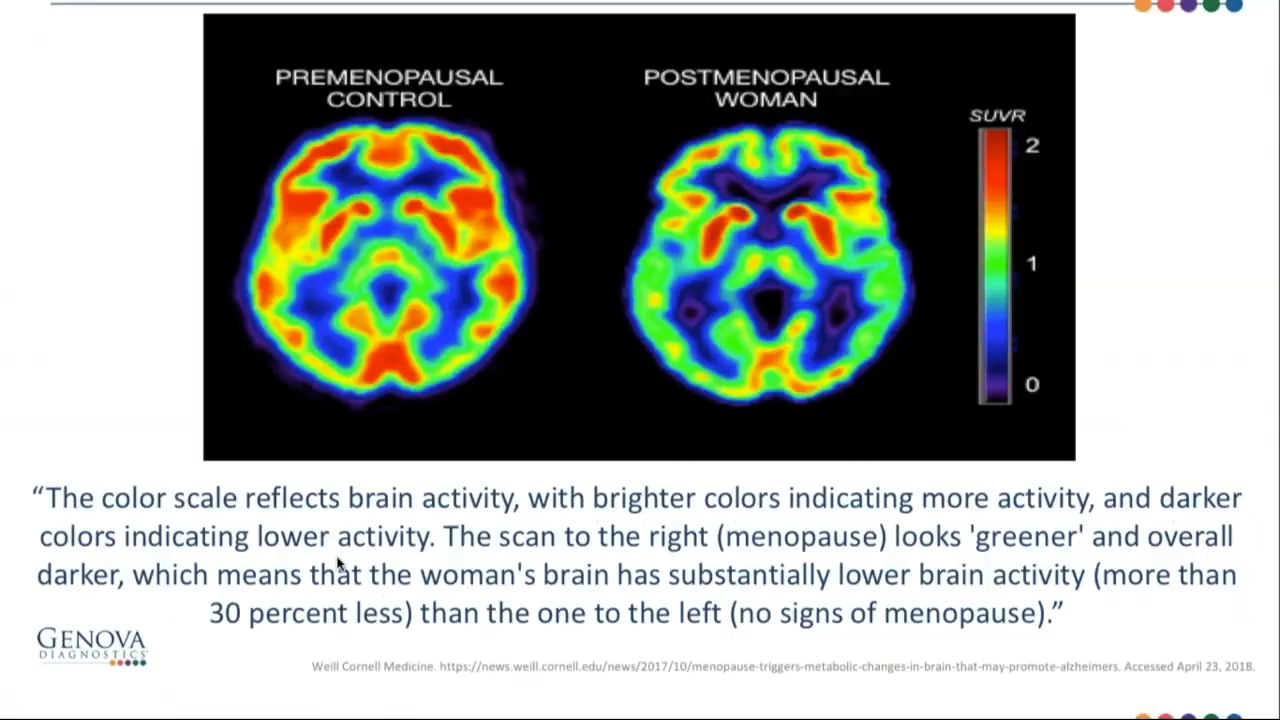 PREMENOPAUSAL
CONTROL
POSTMENOPAUSAL
WOMAN
SUVR
2
1
0
“The color scale reflects brain activity, with brighter colors indicating more activity, and darker
colors indicating lower activity. The scan to the right (menopause) looks 'greener' and overall
darker, which means that the woman's brain has substantially lower brain activity (more than
30 percent less) than the one to the left (no signs of menopause).”
GENOVA
DIAGNOSTICS
Weill Cornell Medicine. https://news.weill.cornell.edu/news/2017/10/menopause-triggers-metabolic-changes-in-brain-that-may-promote-alzheimers. Accessed April 23, 2018.